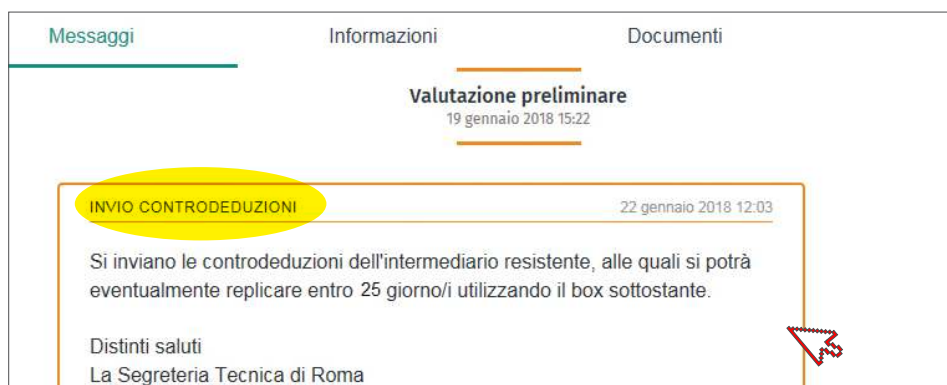 Messaggi Informazioni Documenti
Valutazione preliminare
19 gennaio 2018 15:22
INVIO CONTRODEDUZIONI 22 gennaio 2018 12:03
Si inviano le controdeduzioni dell'intermediario resistente, alle quali si potrà
eventualmente replicare entro 25 giorno/i utilizzando il box sottostante.
Distinti saluti
La Segreteria Tecnica di Roma